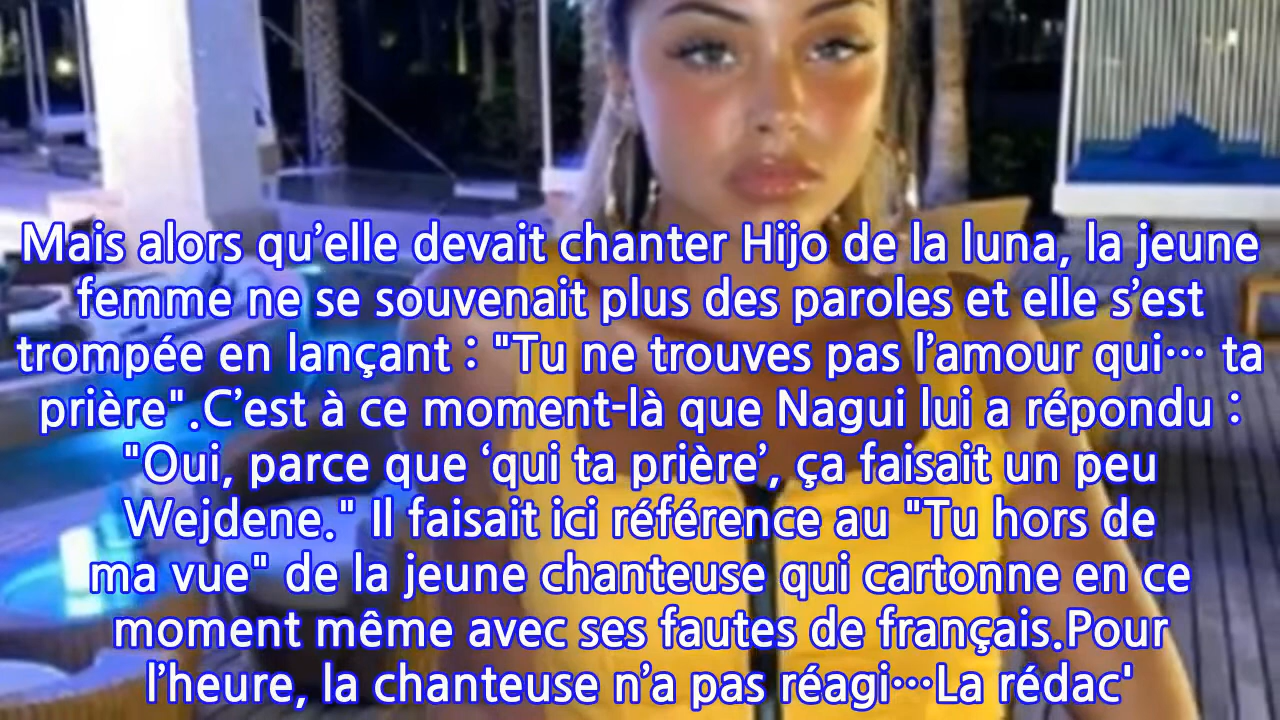 Mais alors qu’elle devait chanter Hijo de la luna, la jeune
femme ne se souvenait plus des paroles et elle s’est
trompée en lançant : "Tu ne trouves pas l’amour qui… ta
prière".C’est à ce moment-là que Nagui lui a répondu :
"Oui, parce que ‘qui ta prière’, ça faisait un peu
Wejdene." Il faisait ici référence au "Tu hors de
ma vue" de la jeune chanteuse qui cartonne en ce
moment même avec ses fautes de français.Pour
l’heure, la chanteuse n’a pas réagi…La rédac'